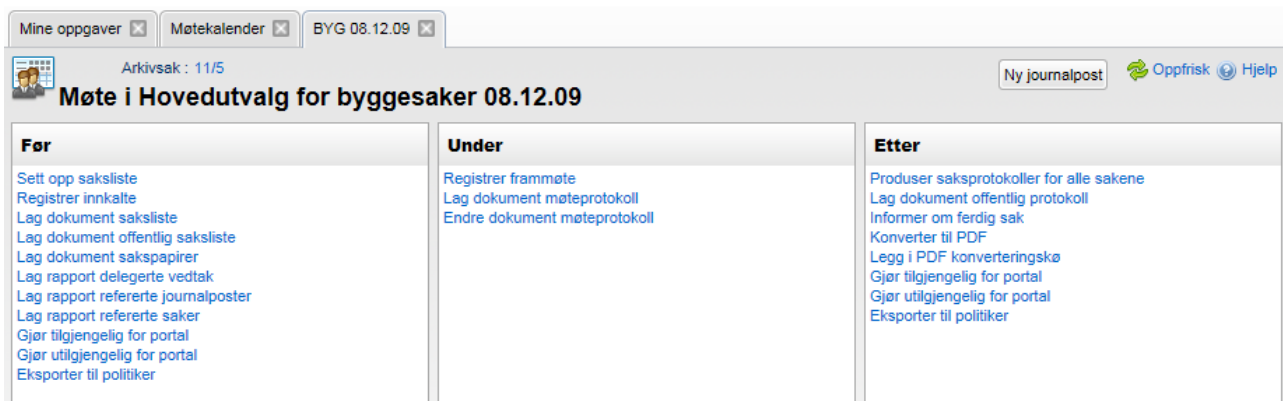 Mine oppgaver Møtekalender BYG 08.12.09
Arkivsak : 11/5
Ny journalpost Oppfrisk Hjelp
Møte i Hovedutvalg for byggesaker 08.12.09
Før
Sett opp saksliste
Registrer innkalte
Lag dokument saksliste
Lag dokument offentlig saksliste
Lag dokument sakspapirer
Lag rapport delegerte vedtak
Lag rapport refererte journalposter
Lag rapport refererte saker
Gjør tilgjengelig for portal
Gjør utilgjengelig for portal
Eksporter til politiker
Under
Registrer frammøte
Lag dokument møteprotokoll
Endre dokument møteprotokoll
Etter
Produser saksprotokoller for alle sakene
Lag dokument offentlig protokoll
Informer om ferdig sak
Konverter til PDF
Legg i PDF konverteringskø
Gjør tilgjengelig for portal
Gjør utilgjengelig for portal
Eksporter til politiker